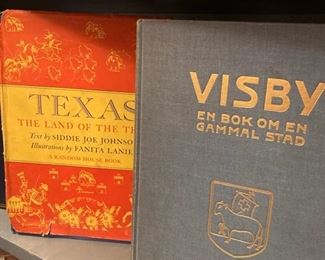 TEXAS
THE LAND OF THE
Text by SIDDIE JOE JOHNSO
Illustrations by FANITA LANIE
A RANDOM HOUSE BOOK
VISBY
EN BOK OM EN
GAMMAL STAD